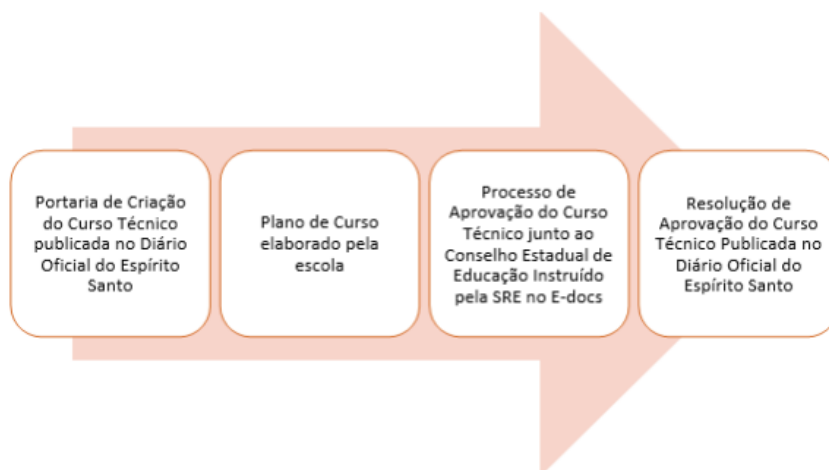 Portaria de Criação
do Curso Técnico
publicada no Diário
Oficial do Espírito
Santo
Plano de Curso
elaborado pela
escola
Processo de
Aprovação do Curso
Técnico junto ao
Conselho Estadual de
Educação Instruído
pela SRE no E-docs
Resolução de
Aprovação do Curso
Técnico Publicada no
Diário Oficial do
Espírito Santo